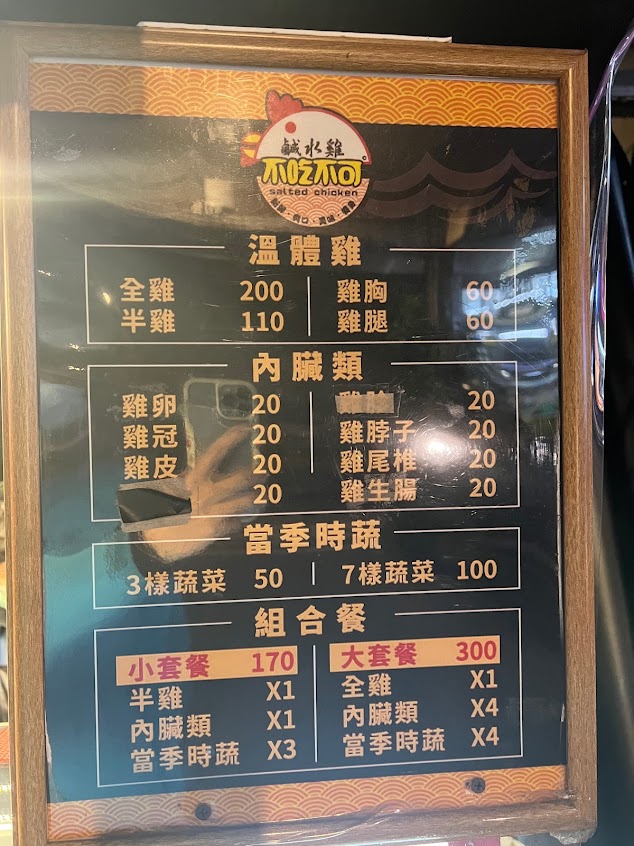 鹹水雞
不吃不可
salted chicken
溫體雞
全雞 200
半雞 110
雞胸 60
雞腿 60
內臟類
雞卵 20
雞冠 20
雞皮 20
20
20
雞脖子 20
雞尾椎 20
雞生腸 20
當季時蔬
3樣蔬菜 50
7樣蔬菜 100
組合餐
小套餐 170
半雞 X1
內臟類 X1
當季時蔬 X3
大套餐 300
全雞 X1
內臟類 X4
當季時蔬 X4